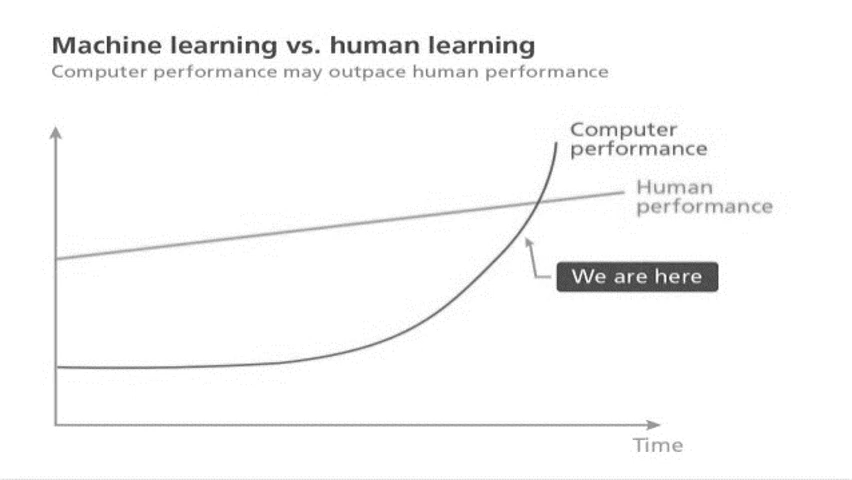 Machine learning vs. human learning
Computer performance may outpace human performance
Computer
performance
Human
performance
We are here
Time